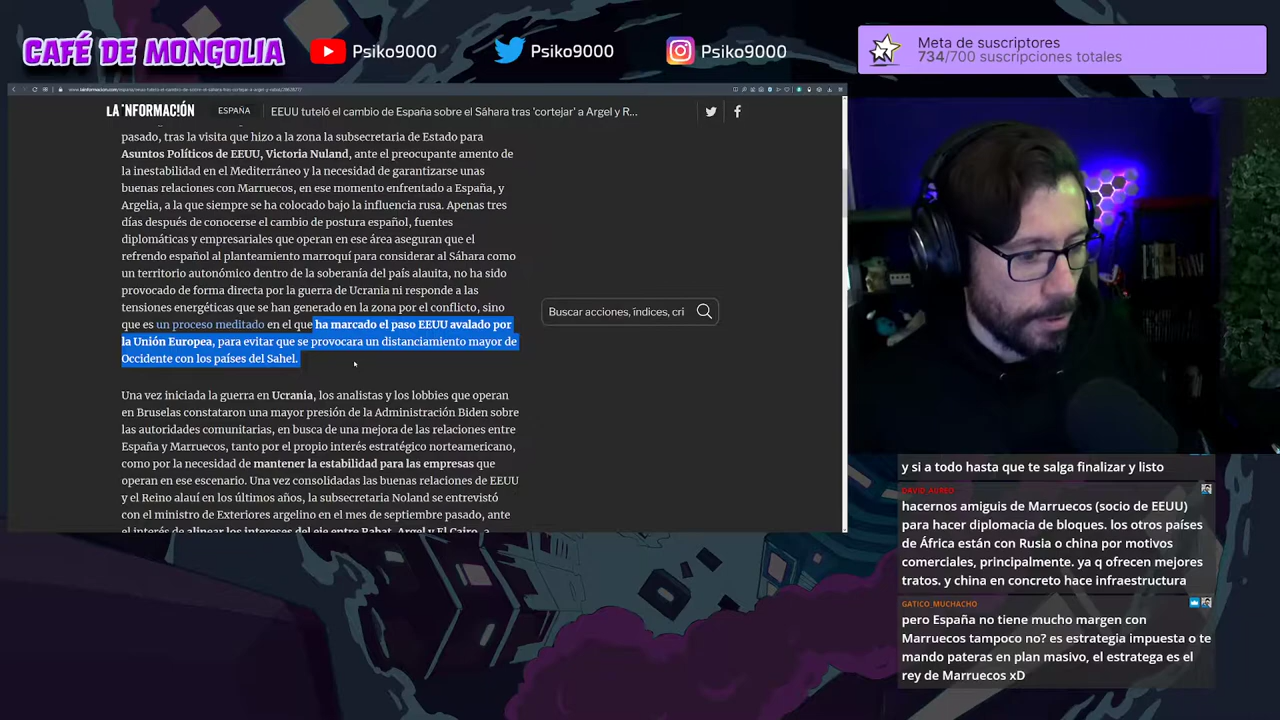 CAFÉ DE MONGOLIA
Psiko9000
Psiko9000
Psiko9000
Meta de suscriptores
734/700 suscripciones totales
LA INFORMACIÓN
ESPAÑA
EEUU tuteló el cambio de España sobre el Sáhara tras 'cortejar' a Argel y R...
pasado, tras la visita que hizo a la zona la subsecretaria de Estado para
Asuntos Políticos de EEUU, Victoria Nuland, ante el preocupante amento de
la inestabilidad en el Mediterráneo y la necesidad de garantizarse unas
buenas relaciones con Marruecos, en ese momento enfrentado a España, y
Argelia, a la que siempre se ha colocado bajo la influencia rusa. Apenas tres
días después de conocerse el cambio de postura español, fuentes
diplomáticas y empresariales que operan en ese área aseguran que el
refrendo español al planteamiento marroquí para considerar al Sáhara como
un territorio autonómico dentro de la soberanía del país alauita, no ha sido
provocado de forma directa por la guerra de Ucrania ni responde a las
tensiones energéticas que se han generado en la zona por el conflicto, sino
que es un proceso meditado en el que ha marcado el paso EEUU avalado por
la Unión Europea, para evitar que se provocara un distanciamiento mayor de
Occidente con los países del Sahel.
Buscar acciones, índices, cri
Una vez iniciada la guerra en Ucrania, los analistas y los lobbies que operan
en Bruselas constataron una mayor presión de la Administración Biden sobre
las autoridades comunitarias, en busca de una mejora de las relaciones entre
España y Marruecos, tanto por el propio interés estratégico norteamericano,
como por la necesidad de mantener la estabilidad para las empresas que
operan en ese escenario. Una vez consolidadas las buenas relaciones de EEUU
y el Reino alauí en los últimos años, la subsecretaria Noland se entrevistó
con el ministro de Exteriores argelino en el mes de septiembre pasado, ante
el interés de alinear los intereses del eje entre Rabat, Argel y El Cairo, a
y si a todo hasta que te salga finalizar y listo
DAVID_AURED
hacernos amiguis de Marruecos (socio de EEUU)
para hacer diplomacia de bloques. los otros países
de África están con Rusia o china por motivos
comerciales, principalmente. ya q ofrecen mejores
tratos. y china en concreto hace infraestructura
GATICO_MUCHACHO
pero España no tiene mucho margen con
Marruecos tampoco no? es estrategia impuesta o te
mando pateras en plan masivo, el estratega es el
rey de Marruecos xD